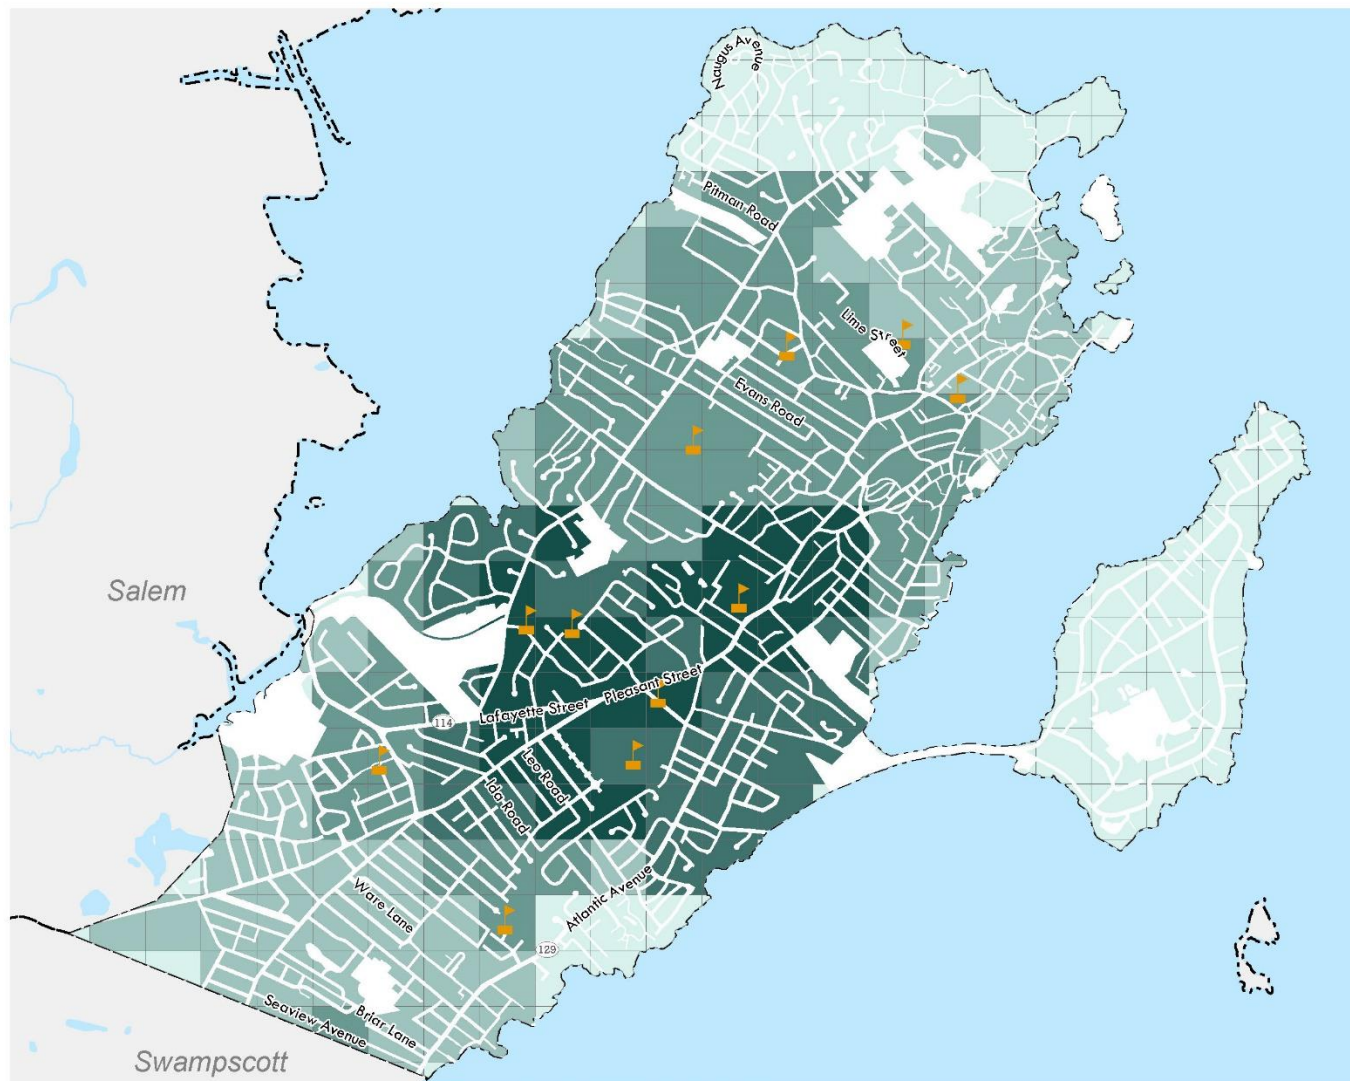 Naugus Avenue
Pitman Road
Lime Street
Evans Road
Salem
Pleasant Street
Lafayette Street
114
Leo Road
Ida Road
Ware Lane
Atlantic Avenue
129
Seaview Avenue
Briar Lane
Swampscott